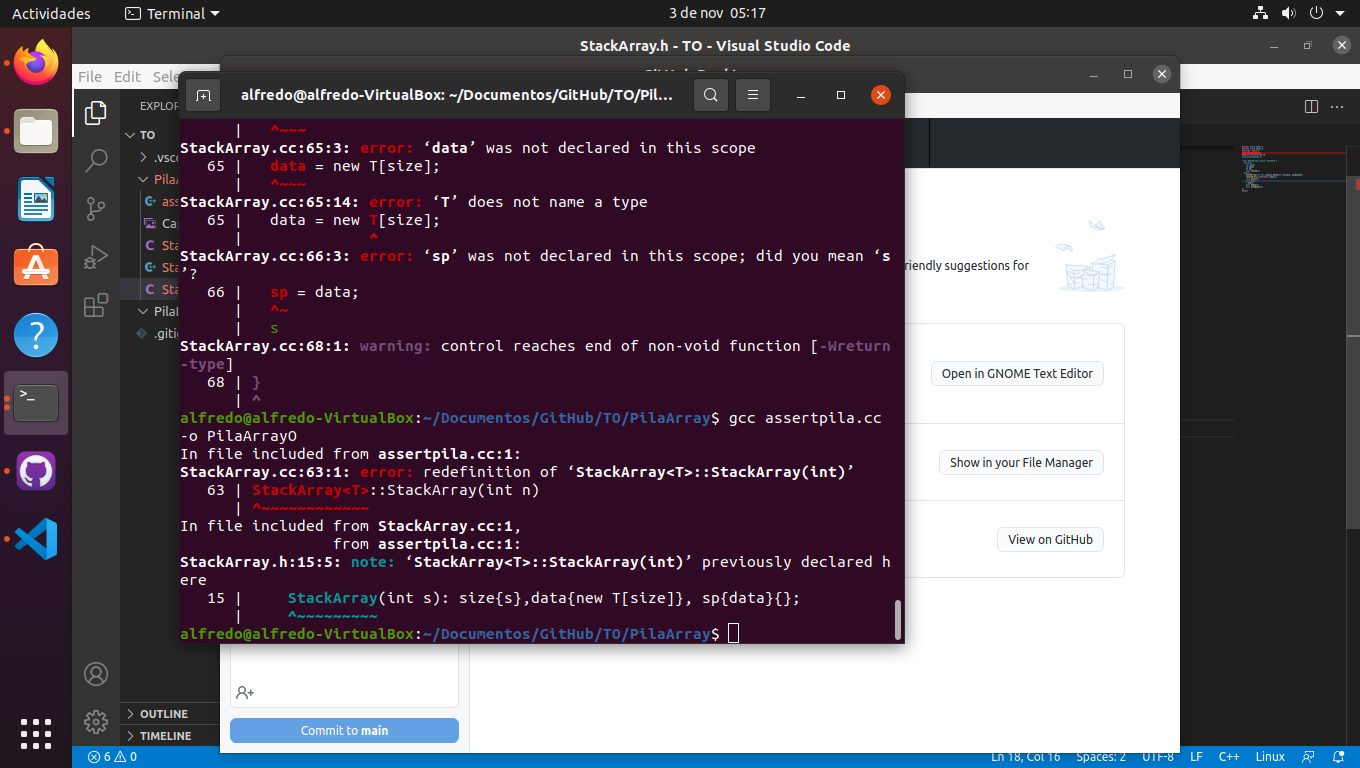 Actividades
Terminal
3 de nov 05:17
StackArray.h - TO - Visual Studio Code
File Edit Sele
alfredo@alfredo-VirtualBox: ~/Documentos/GitHub/TO/Pil...
EXPLOR
TO
.vsco
PilaA
ass
Ca
Sta
Sta
Sta
Pila
.gitig
| ^~~~
StackArray.cc:65:3: error: ‘data’ was not declared in this scope
65 | data = new T[size];
| ^~~~
StackArray.cc:65:14: error: ‘T’ does not name a type
65 | data = new T[size];
| ^
StackArray.cc:66:3: error: ‘sp’ was not declared in this scope; did you mean ‘s
’?
66 | sp = data;
| ^~
| s
StackArray.cc:68:1: warning: control reaches end of non-void function [-Wreturn
-type]
68 | }
| ^
alfredo@alfredo-VirtualBox:~/Documentos/GitHub/TO/PilaArray$ gcc assertpila.cc
-o PilaArrayO
In file included from assertpila.cc:1:
StackArray.cc:63:1: error: redefinition of ‘StackArray<T>::StackArray(int)’
63 | StackArray<T>::StackArray(int n)
| ^~~~~~~~~~~~~
In file included from StackArray.cc:1,
from assertpila.cc:1:
StackArray.h:15:5: note: ‘StackArray<T>::StackArray(int)’ previously declared h
ere
15 | StackArray(int s): size{s},data{new T[size]}, sp{data}{};
| ^~~~~~~~~~
alfredo@alfredo-VirtualBox:~/Documentos/GitHub/TO/PilaArray$
riendly suggestions for
Open in GNOME Text Editor
Show in your File Manager
View on GitHub
Commit to main
OUTLINE
TIMELINE
6 0
Ln 18, Col 16 Spaces: 2 UTF-8 LF C++ Linux